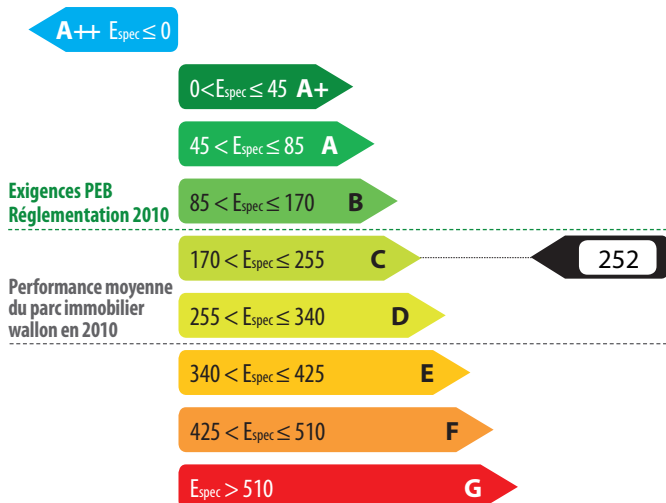 A++ Espec ≤ 0
0<Espec ≤ 45 A+
45 < Espec ≤ 85 A
Exigences PEB
Réglementation 2010
85 < Espec ≤ 170 B
170 < Espec ≤ 255 C
252
Performance moyenne
du parc immobilier
wallon en 2010
255 < Espec ≤ 340 D
340 < Espec ≤ 425 E
425 < Espec ≤ 510 F
Espec > 510 G